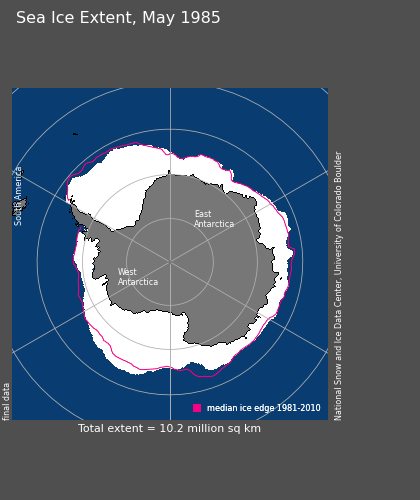 Sea Ice Extent, May 1985
South America
East
Antarctica
West
Antarctica
National Snow and Ice Data Center, University of Colorado Boulder
final data
median ice edge 1981-2010
Total extent = 10.2 million sq km